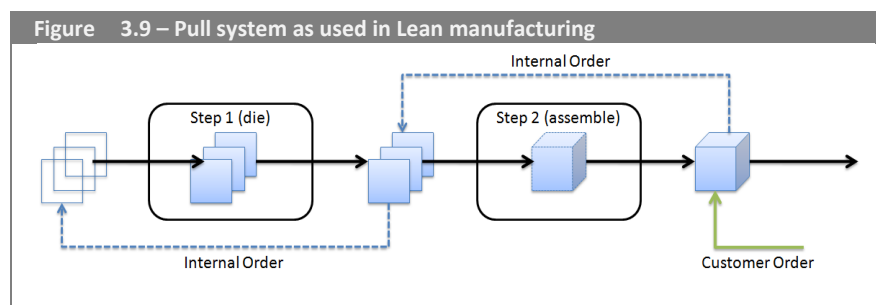 Figure 3.9 – Pull system as used in Lean manufacturing
Internal Order
Step 1 (die)
Step 2 (assemble)
Internal Order
Customer Order